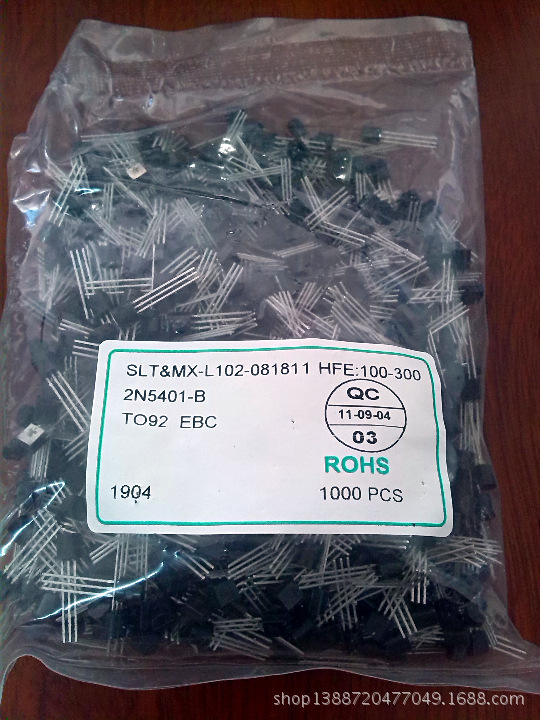 SLT&MX-L102-081811 HFE:100-300
2N5401-B
TO92 EBC
QC
11-09-04
03
ROHS
1904
1000 PCS
shop1388720477049.1688.com